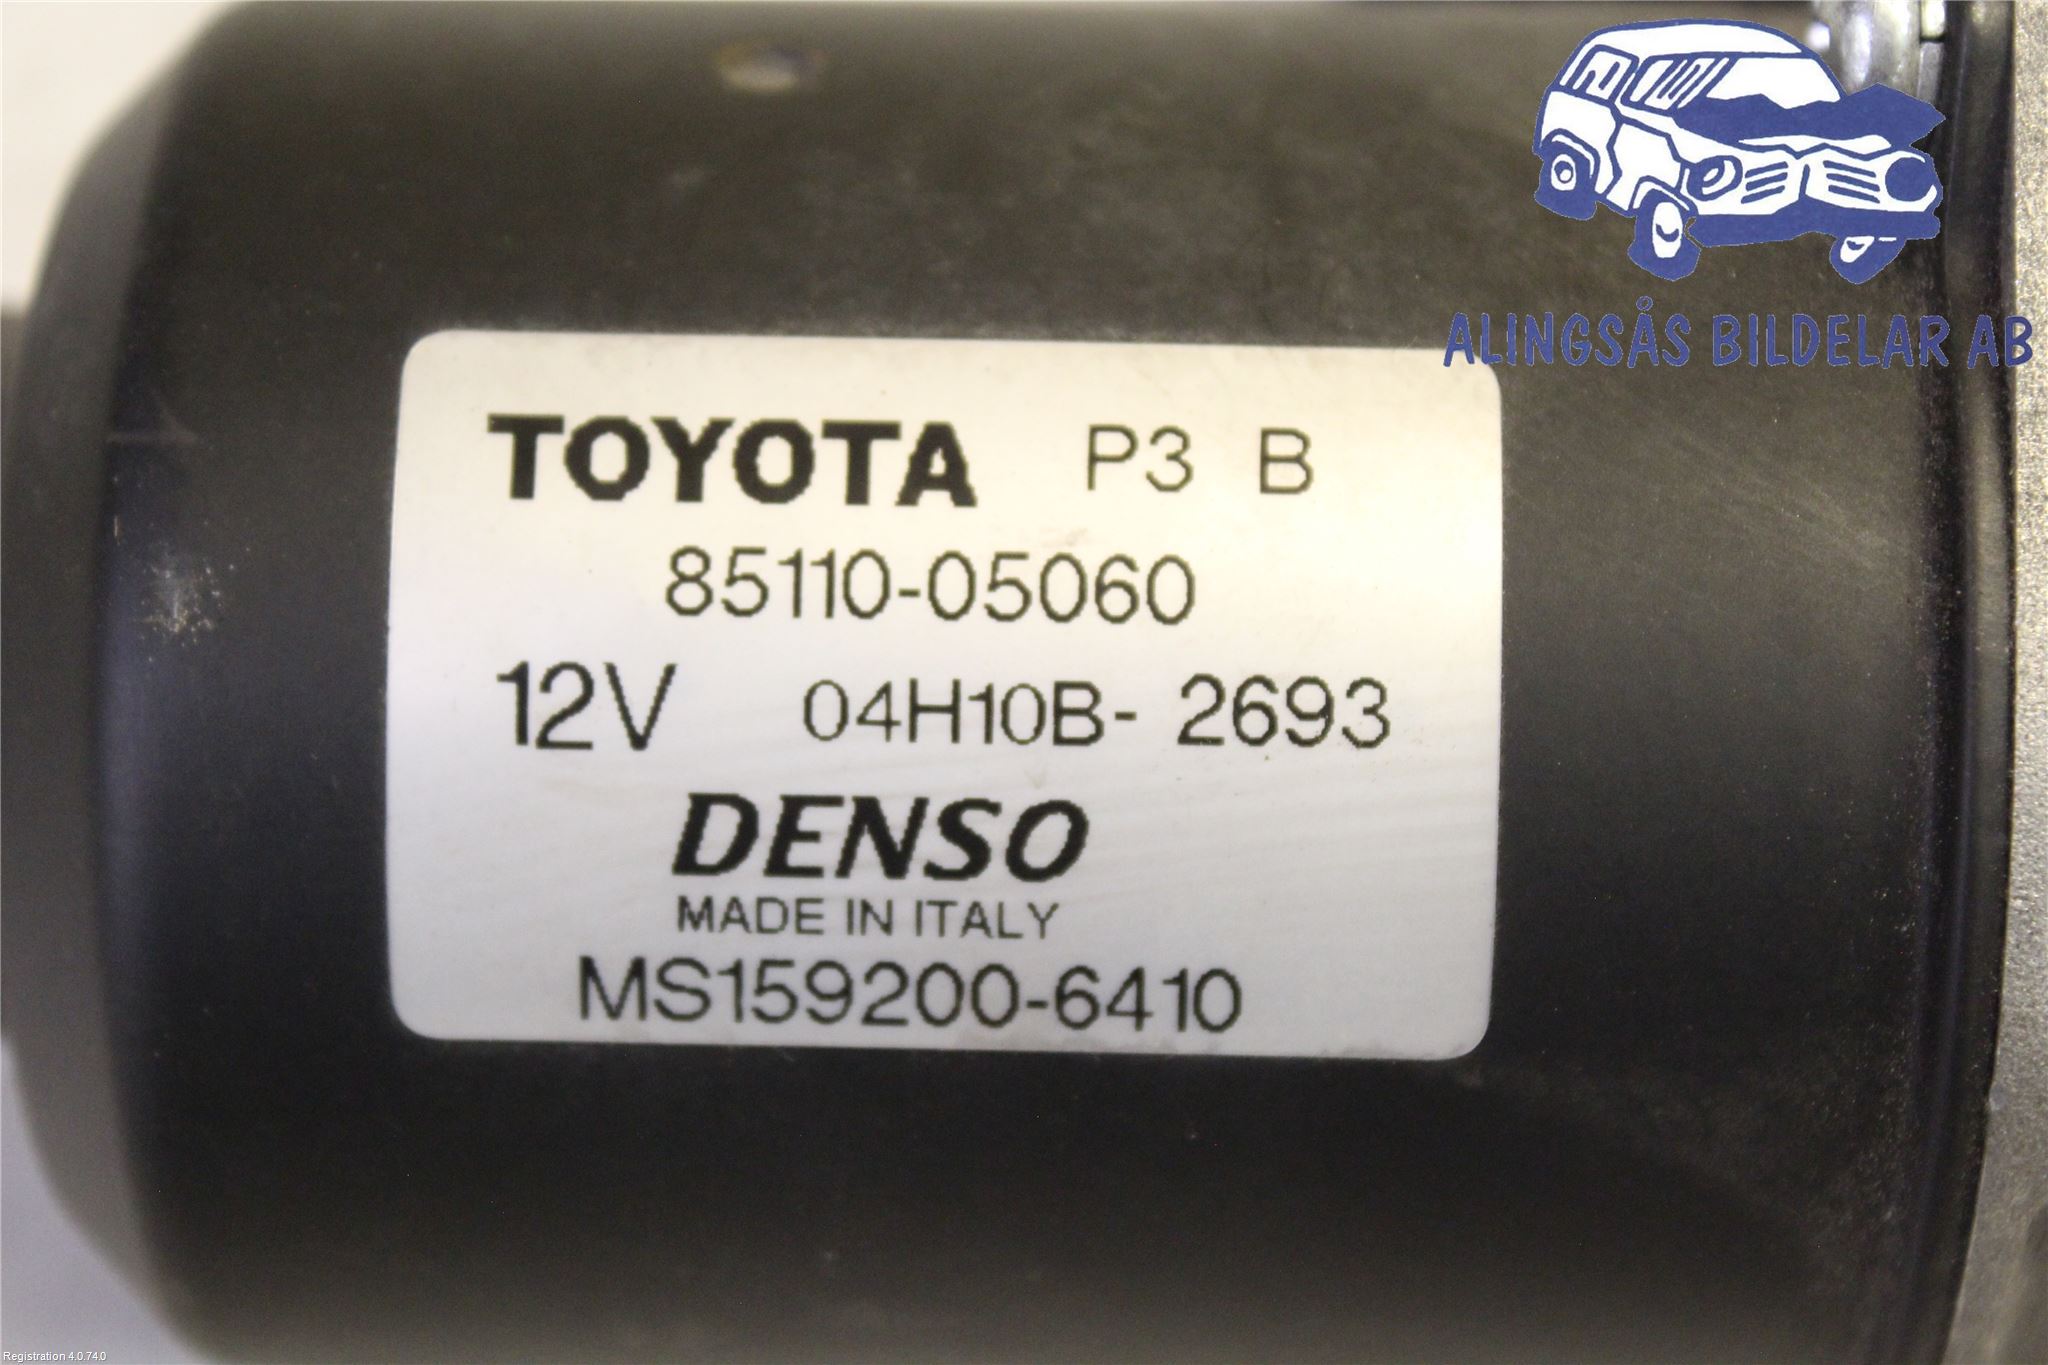 ALINGSÅS BILDELAR AB
TOYOTA P3 B
85110-05060
12V 04H10B- 2693
DENSO
MADE IN ITALY
MS159200-6410
Registration 4.0.74.0